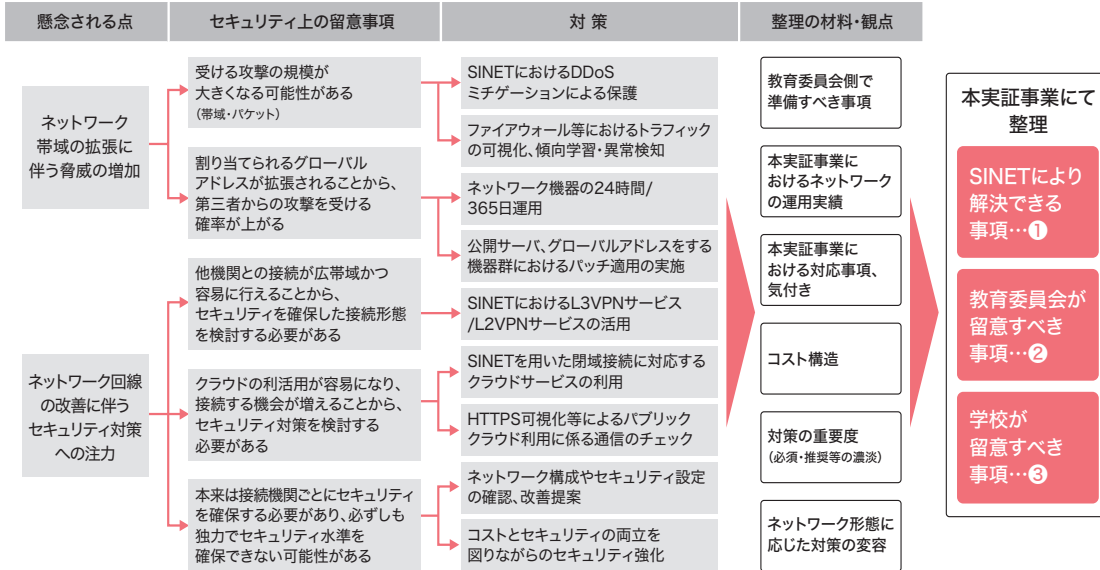 懸念される点
セキュリティ上の留意事項
対 策
整理の材料・観点
ネットワーク
帯域の拡張に
伴う脅威の増加
ネットワーク回線
の改善に伴う
セキュリティ対策
への注力
受ける攻撃の規模が
大きくなる可能性がある
（帯域・パケット）
割り当てられるグローバル
アドレスが拡張されることから、
第三者からの攻撃を受ける
確率が上がる
他機関との接続が広帯域かつ
容易に行えることから、
セキュリティを確保した接続形態
を検討する必要がある
クラウドの利活用が容易になり、
接続する機会が増えることから、
セキュリティ対策を検討する
必要がある
本来は接続機関ごとにセキュリティ
を確保する必要があり、必ずしも
独力でセキュリティ水準を
確保できない可能性がある
SINETにおけるDDoS
ミチゲーションによる保護
ファイアウォール等におけるトラフィック
の可視化、傾向学習・異常検知
ネットワーク機器の24時間/
365日運用
公開サーバ、グローバルアドレスをする
機器群におけるパッチ適用の実施
SINETにおけるL3VPNサービス
/L2VPNサービスの活用
SINETを用いた閉域接続に対応する
クラウドサービスの利用
HTTPS可視化等によるパブリック
クラウド利用に係る通信のチェック
ネットワーク構成やセキュリティ設定
の確認、改善提案
コストとセキュリティの両立を
図りながらのセキュリティ強化
教育委員会側で
準備すべき事項
本実証事業に
おけるネットワーク
の運用実績
本実証事業に
おける対応事項、
気付き
コスト構造
対策の重要度
（必須・推奨等の濃淡）
ネットワーク形態に
応じた対策の変容
本実証事業にて
整理
SINETにより
解決できる
事項…❶
教育委員会が
留意すべき
事項…❷
学校が
留意すべき
事項…❸